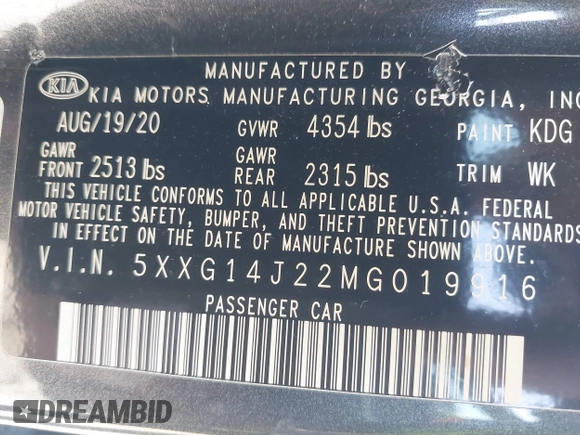 MANUFACTURED BY
KIA KIA MOTORS MANUFACTURING GEORGIA, INC
AUG/19/20 GVWR 4354 lbs PAINT KDG
GAWR FRONT 2513 lbs GAWR REAR 2315 lbs TRIM WK
THIS VEHICLE CONFORMS TO ALL APPLICABLE U.S.A. FEDERAL
MOTOR VEHICLE SAFETY, BUMPER, AND THEFT PREVENTION STANDARDS
IN EFFECT ON THE DATE OF MANUFACTURE SHOWN ABOVE.
V.I.N. 5XXG14J22MG019916
PASSENGER CAR
DREAMBID